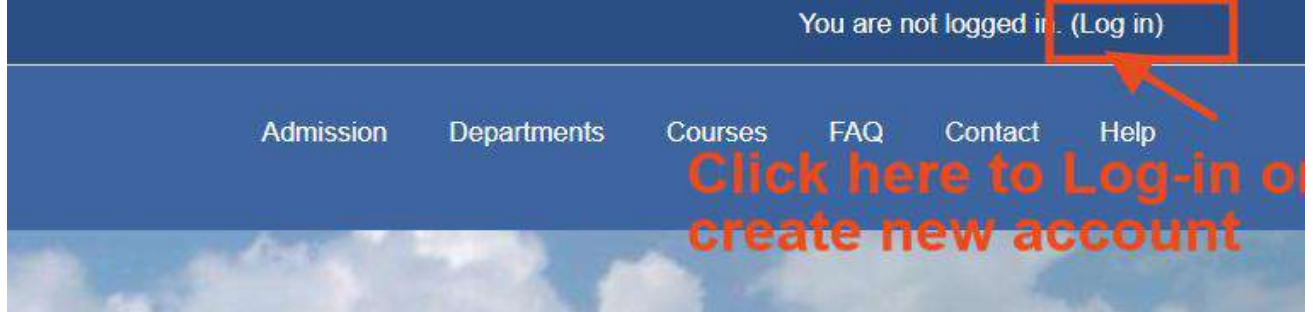 You are not logged in. (Log in)
Admission Departments Courses FAQ Contact Help
Click here to Log-in or
create new account